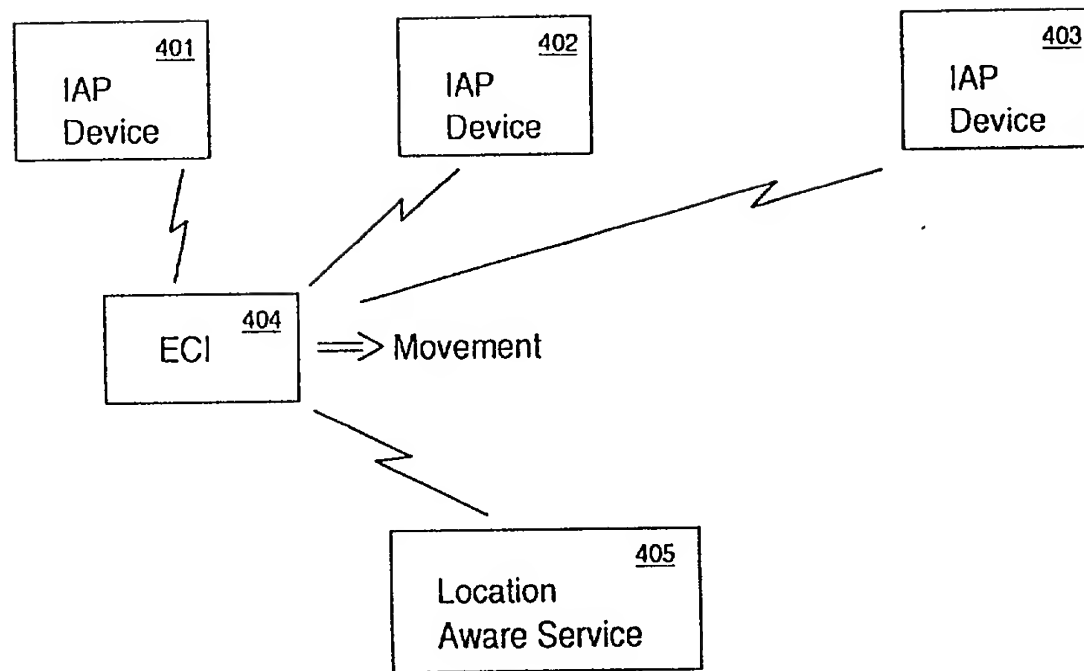 401
IAP
Device
402
IAP
Device
403
IAP
Device
404
ECI
Movement
405
Location
Aware Service